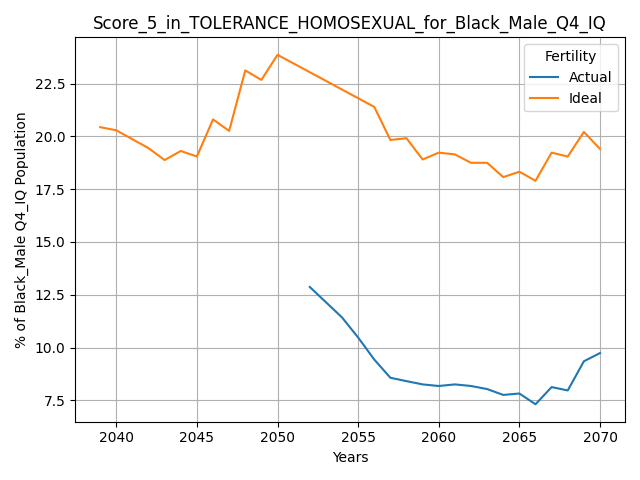 Score_5_in_TOLERANCE_HOMOSEXUAL_for_Black_Male_Q4_IQ
Fertility
Actual
Ideal
22.5
20.0
17.5
15.0
12.5
10.0
7.5
% of Black_Male Q4_IQ Population
2040 2045 2050 2055 2060 2065 2070
Years